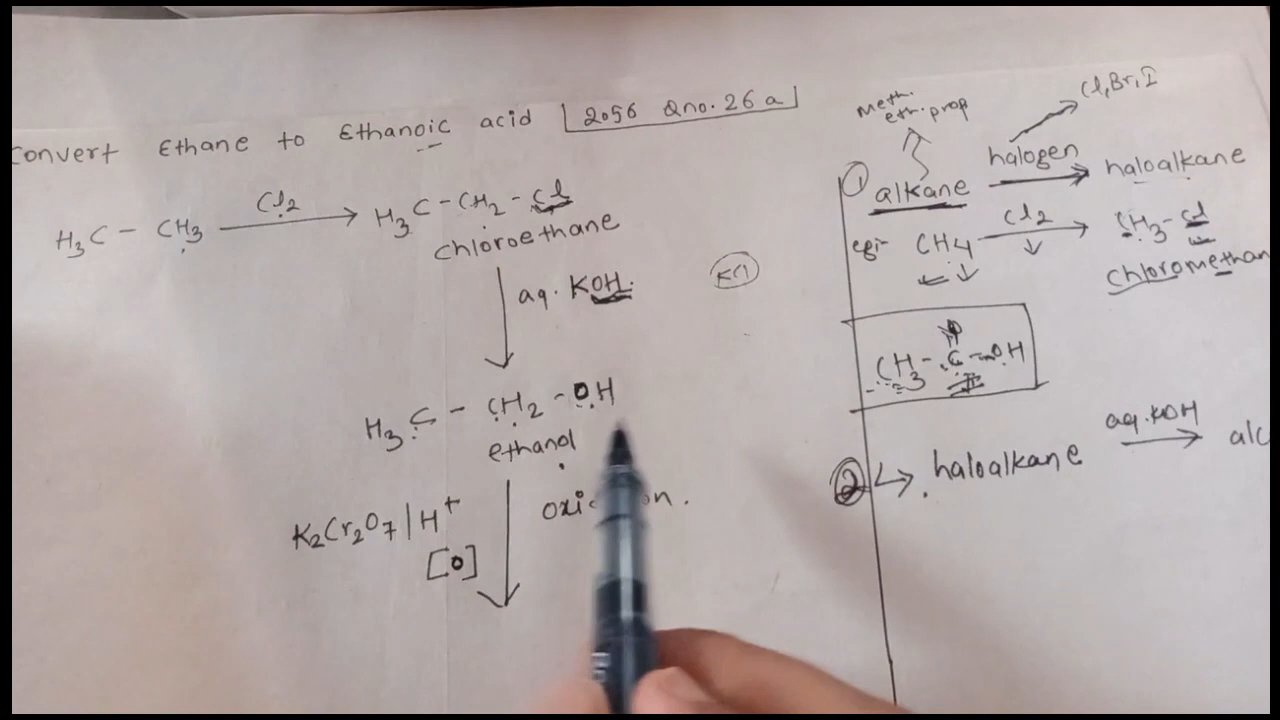 Convert Ethane to Ethanoic acid 2056 Qno. 26 a
H3C - CH3 Cl2 → H3C - CH2 - Cl
chloroethane
aq. KOH.
KCl
H3C - CH2 - OH
ethanol
K2Cr2O7 | H+
[O]
Cl, Br, I
meth.
eth. prop
① alkane halogen → haloalkane
eg:- CH4 Cl2 → CH3 - Cl
chloromethan
CH3 - C - OH
② ↳ haloalkane aq. KOH → alc